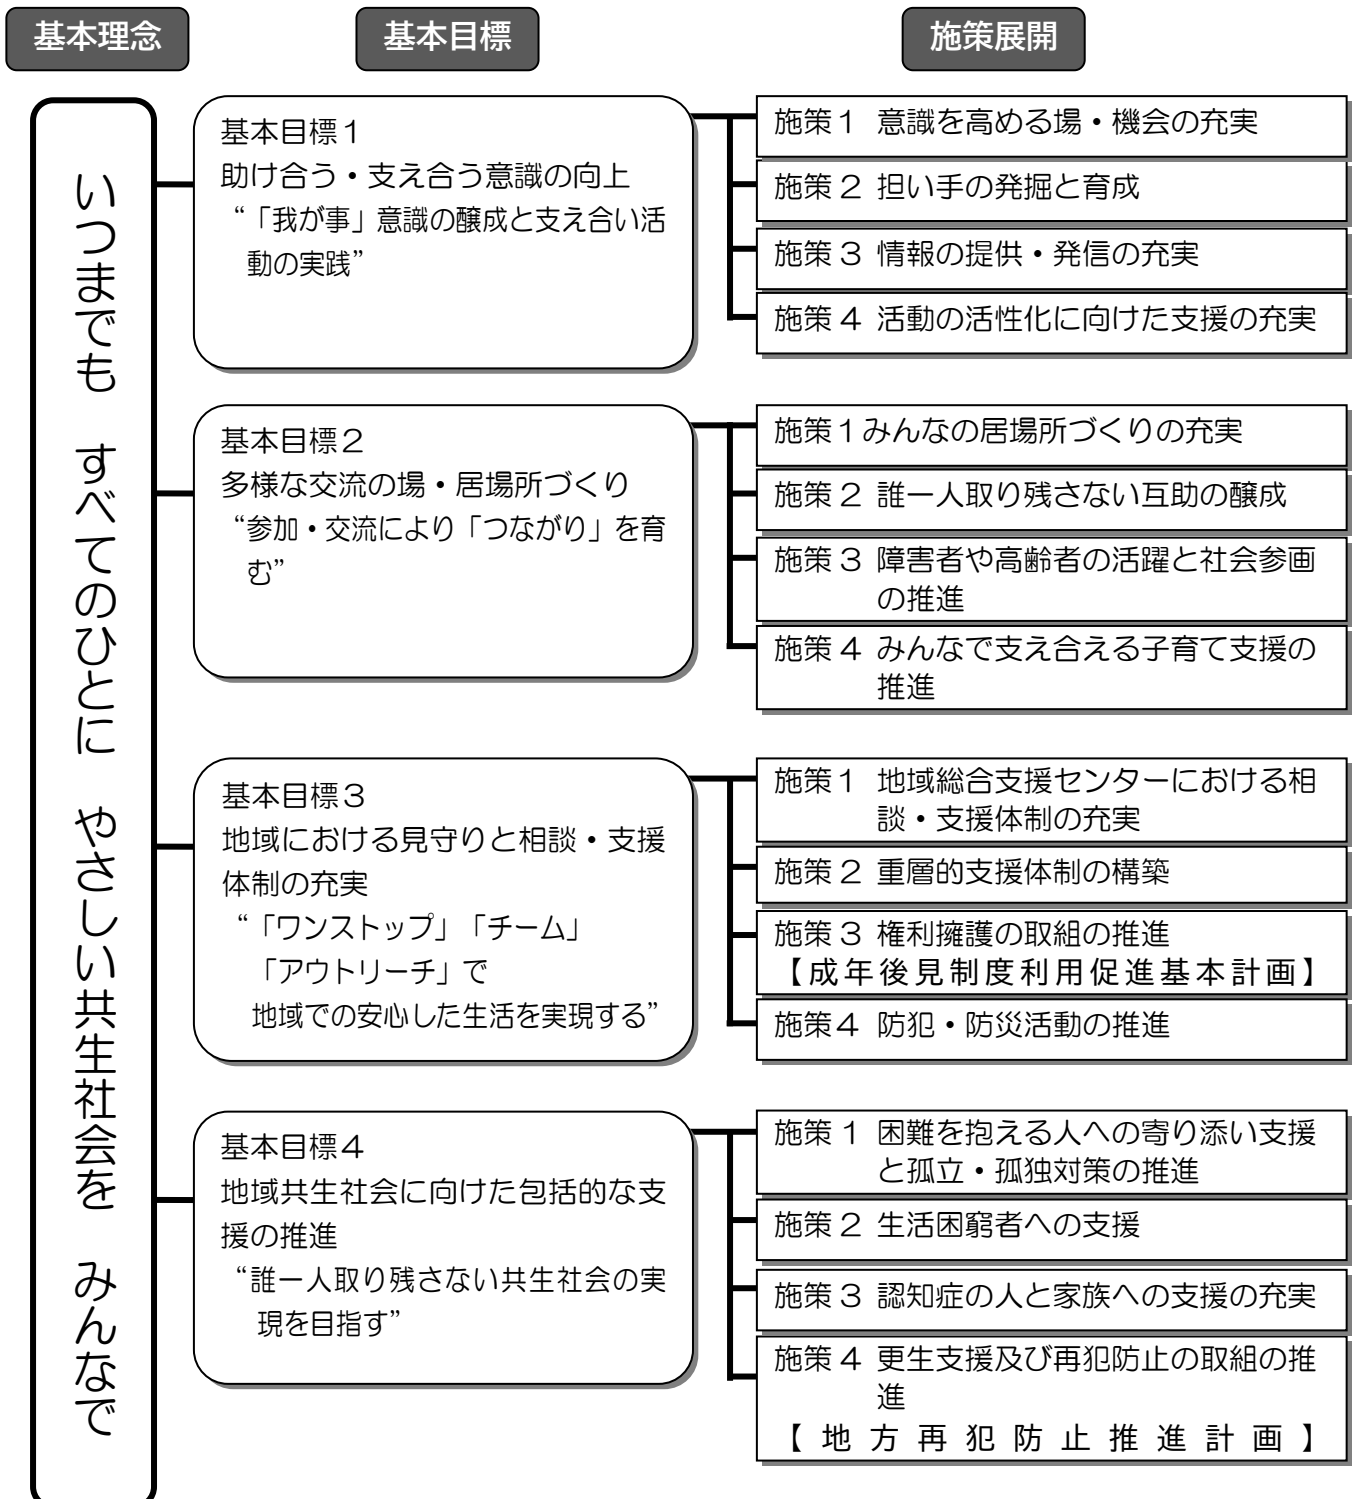 基本理念
基本目標
施策展開
いつまでも　すべてのひとに　やさしい共生社会を　みんなで
基本目標１
助け合う・支え合う意識の向上
“「我が事」意識の醸成と支え合い活
動の実践”
施策１ 意識を高める場・機会の充実
施策２ 担い手の発掘と育成
施策３ 情報の提供・発信の充実
施策４ 活動の活性化に向けた支援の充実
基本目標２
多様な交流の場・居場所づくり
“参加・交流により「つながり」を育
む”
施策１みんなの居場所づくりの充実
施策２ 誰一人取り残さない互助の醸成
施策３ 障害者や高齢者の活躍と社会参画
の推進
施策４ みんなで支え合える子育て支援の
推進
基本目標３
地域における見守りと相談・支援
体制の充実
“「ワンストップ」「チーム」
「アウトリーチ」で
地域での安心した生活を実現する”
施策１ 地域総合支援センターにおける相
談・支援体制の充実
施策２ 重層的支援体制の構築
施策３ 権利擁護の取組の推進
【成年後見制度利用促進基本計画】
施策４ 防犯・防災活動の推進
基本目標４
地域共生社会に向けた包括的な支
援の推進
“誰一人取り残さない共生社会の実
現を目指す”
施策１ 困難を抱える人への寄り添い支援
と孤立・孤独対策の推進
施策２ 生活困窮者への支援
施策３ 認知症の人と家族への支援の充実
施策４ 更生支援及び再犯防止の取組の推
進
【地方再犯防止推進計画】